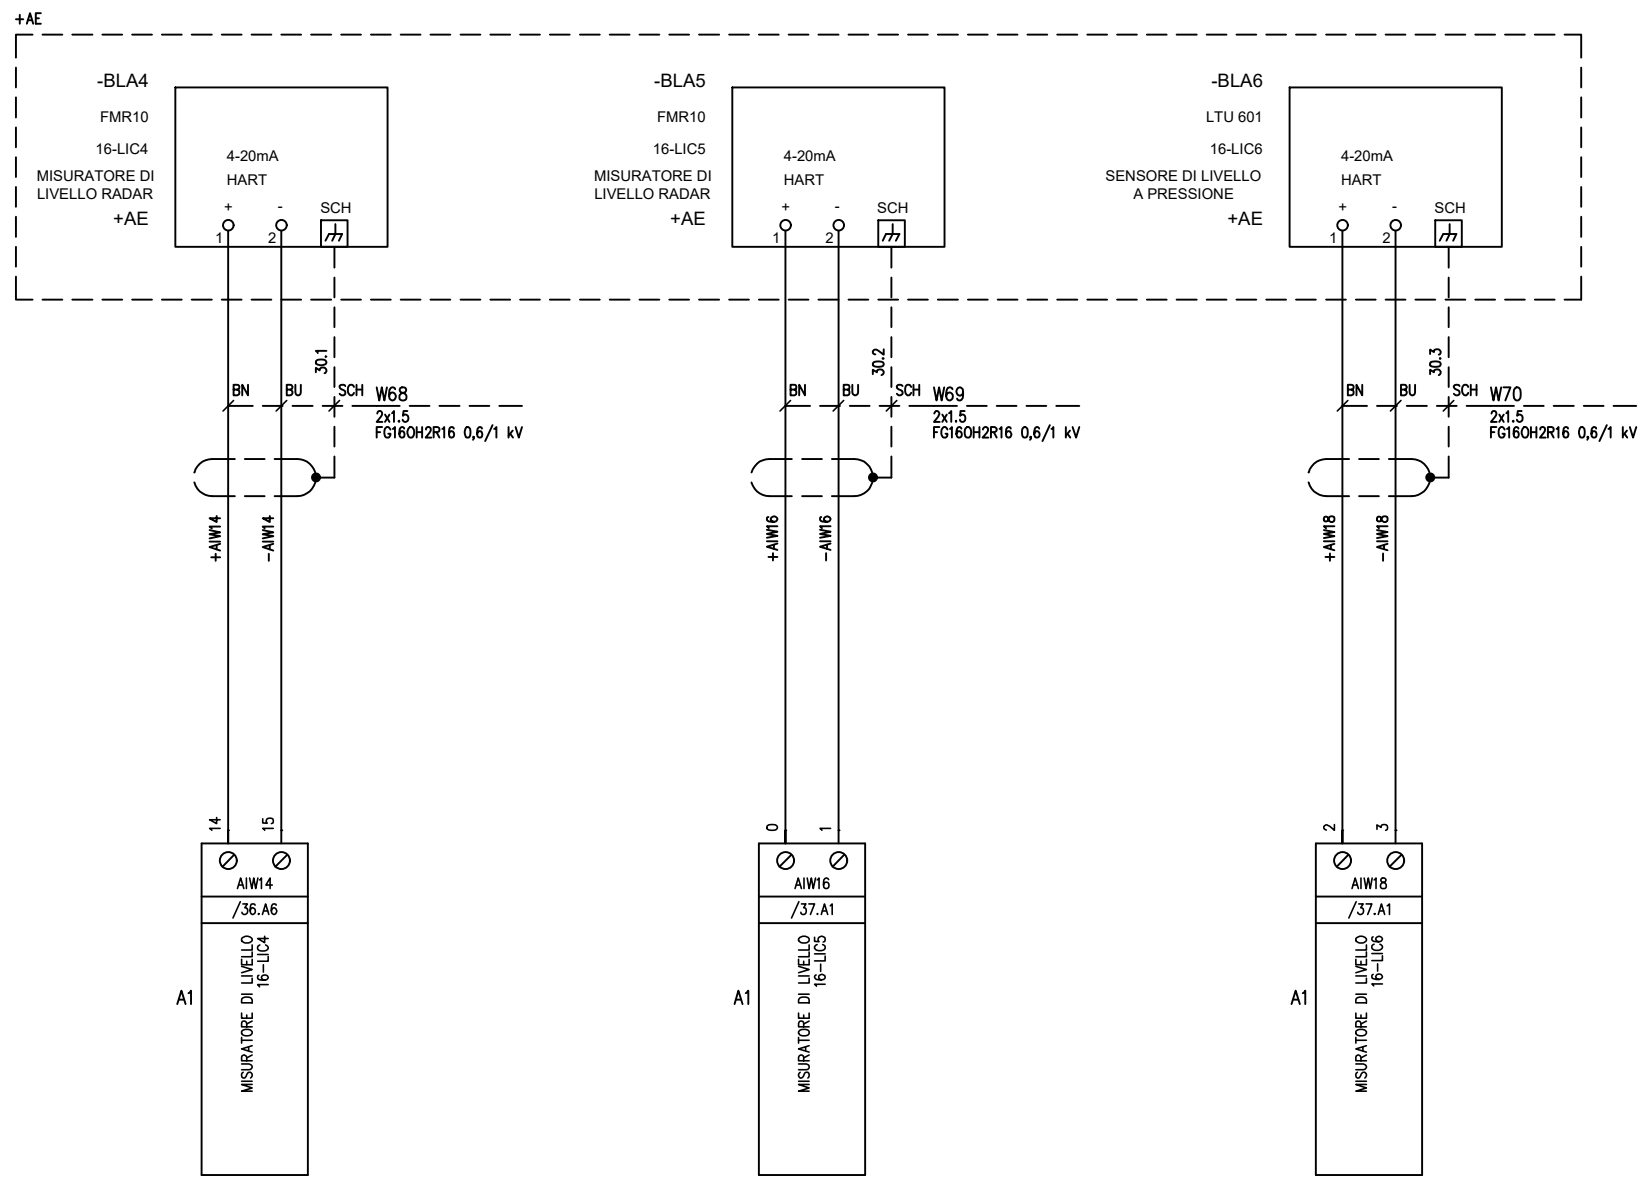 +AE
-BLA4
FMR10
16-LIC4
MISURATORE DI
LIVELLO RADAR
+AE
4-20mA
HART
+ - SCH
1 2
-BLA5
FMR10
16-LIC5
MISURATORE DI
LIVELLO RADAR
+AE
4-20mA
HART
+ - SCH
1 2
-BLA6
LTU 601
16-LIC6
SENSORE DI LIVELLO
A PRESSIONE
+AE
4-20mA
HART
+ - SCH
1 2
30.1
BN BU SCH W68
2x1.5
FG16OH2R16 0,6/1 kV
+AIW14
-AIW14
30.2
BN BU SCH W69
2x1.5
FG16OH2R16 0,6/1 kV
+AIW16
-AIW16
30.3
BN BU SCH W70
2x1.5
FG16OH2R16 0,6/1 kV
+AIW18
-AIW18
14 15
AIW14
/36.A6
MISURATORE DI LIVELLO
16-LIC4
A1
0 1
AIW16
/37.A1
MISURATORE DI LIVELLO
16-LIC5
A1
2 3
AIW18
/37.A1
MISURATORE DI LIVELLO
16-LIC6
A1